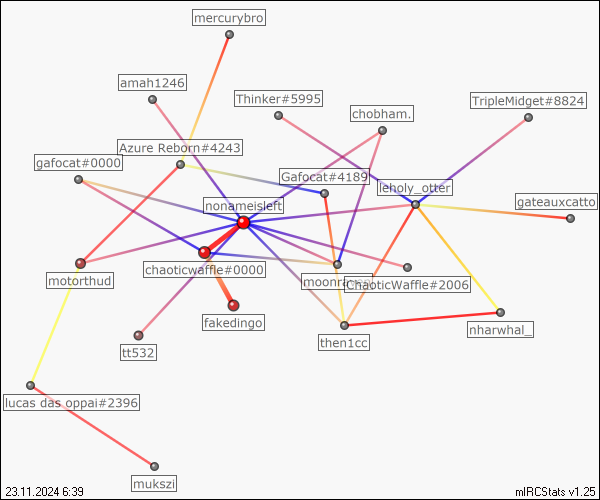 mercurybro
amah1246
Thinker#5995
TripleMidget#8824
chobham.
Azure Reborn#4243
gafocat#0000
Gafocat#4189
leholy_otter
nonameisleft
gateauxcatto
chaoticwaffle#0000
motorthud
ChaoticWaffle#2006
fakedingo
nharwhal_
then1cc
tt532
lucas das oppai#2396
mukszi
23.11.2024 6:39
mIRCStats v1.25